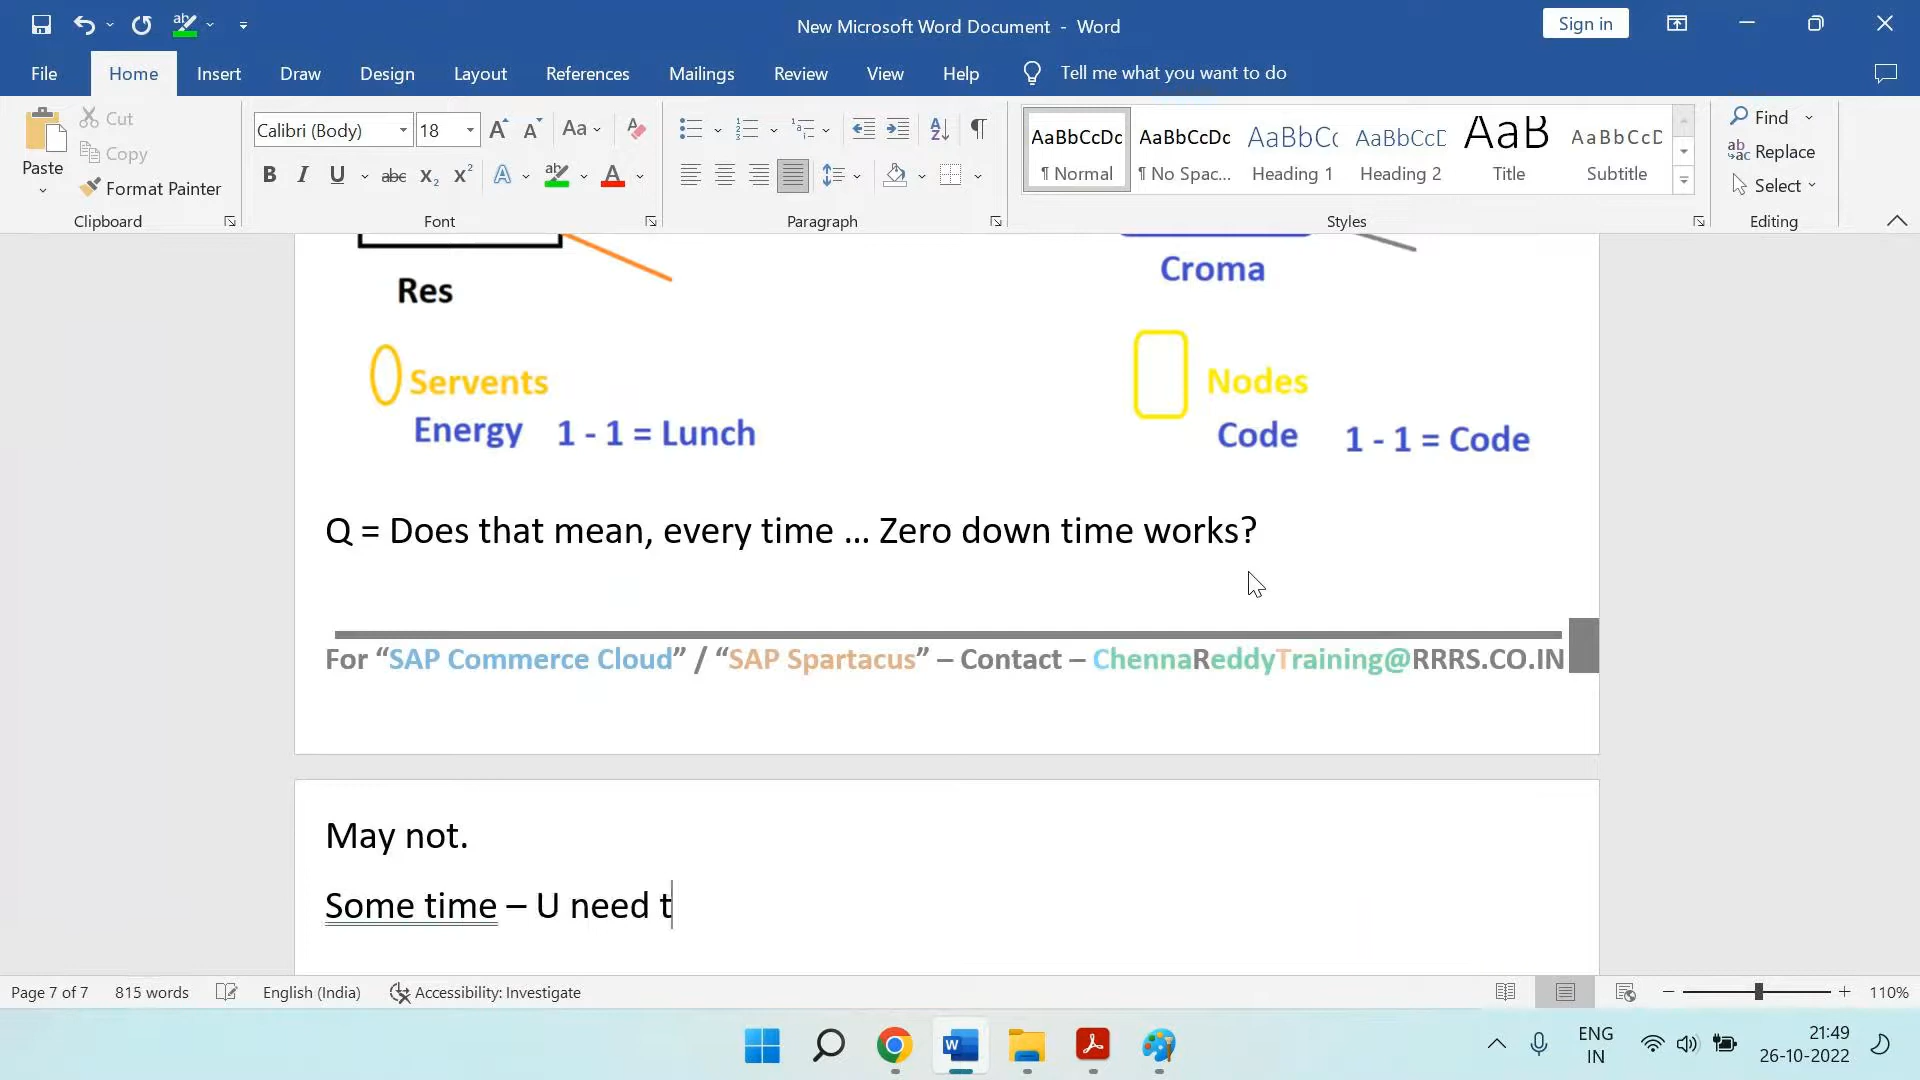 New Microsoft Word Document - Word
Sign in
File Home Insert Draw Design Layout References Mailings Review View Help Tell me what you want to do
Paste
Cut
Copy
Format Painter
Clipboard
Calibri (Body) 18
Font
Paragraph
AaBbCcDc AaBbCcDc AaBbCc AaBbCcD AaB AaBbCcD
¶ Normal ¶ No Spac... Heading 1 Heading 2 Title Subtitle
Styles
Find
Replace
Select
Editing
Res
Croma
Servents
Energy 1 - 1 = Lunch
Nodes
Code 1 - 1 = Code
Q = Does that mean, every time … Zero down time works?
For “SAP Commerce Cloud” / “SAP Spartacus” – Contact – ChennaReddyTraining@RRRS.CO.IN
May not.
Some time – U need t
Page 7 of 7 815 words English (India) Accessibility: Investigate 110%
ENG
IN
21:49
26-10-2022